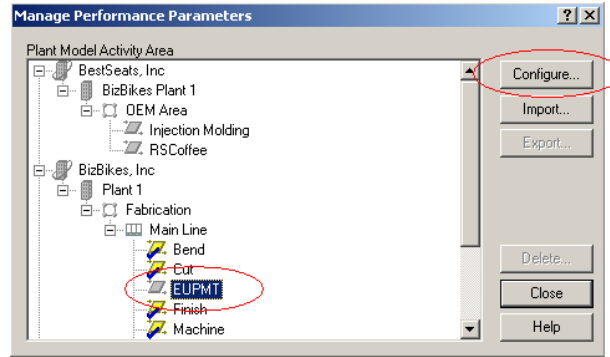 Manage Performance Parameters
Plant Model Activity Area
BestSeats, Inc
BizBikes Plant 1
OEM Area
Injection Molding
RSCoffee
BizBikes, Inc
Plant 1
Fabrication
Main Line
Bend
Cut
EUPMT
Finish
Machine
Configure...
Import...
Export...
Delete...
Close
Help